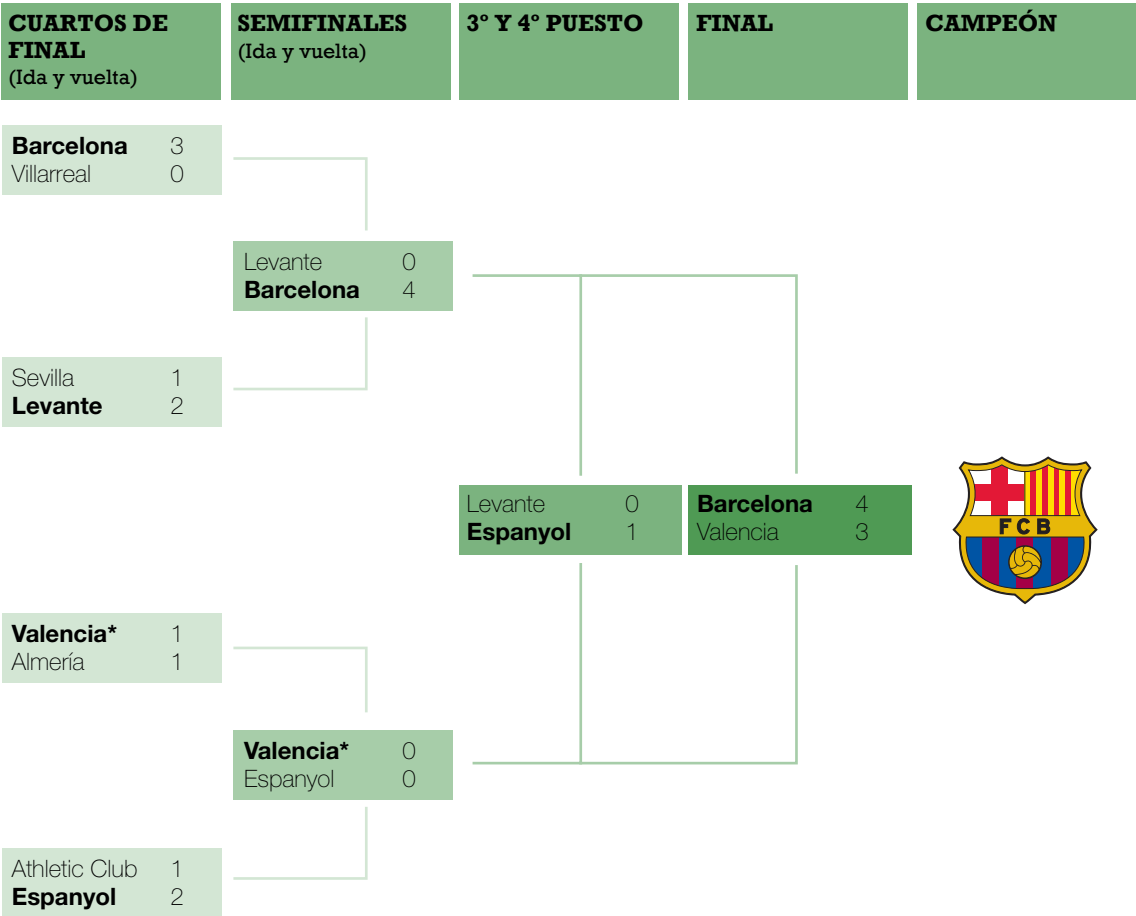 CUARTOS DE
FINAL
(Ida y vuelta)
SEMIFINALES
(Ida y vuelta)
3º Y 4º PUESTO
FINAL
CAMPEÓN
Barcelona 3
Villarreal 0
Levante 0
Barcelona 4
Sevilla 1
Levante 2
Levante 0
Espanyol 1
Barcelona 4
Valencia 3
FCB
Valencia* 1
Almería 1
Valencia* 0
Espanyol 0
Athletic Club 1
Espanyol 2